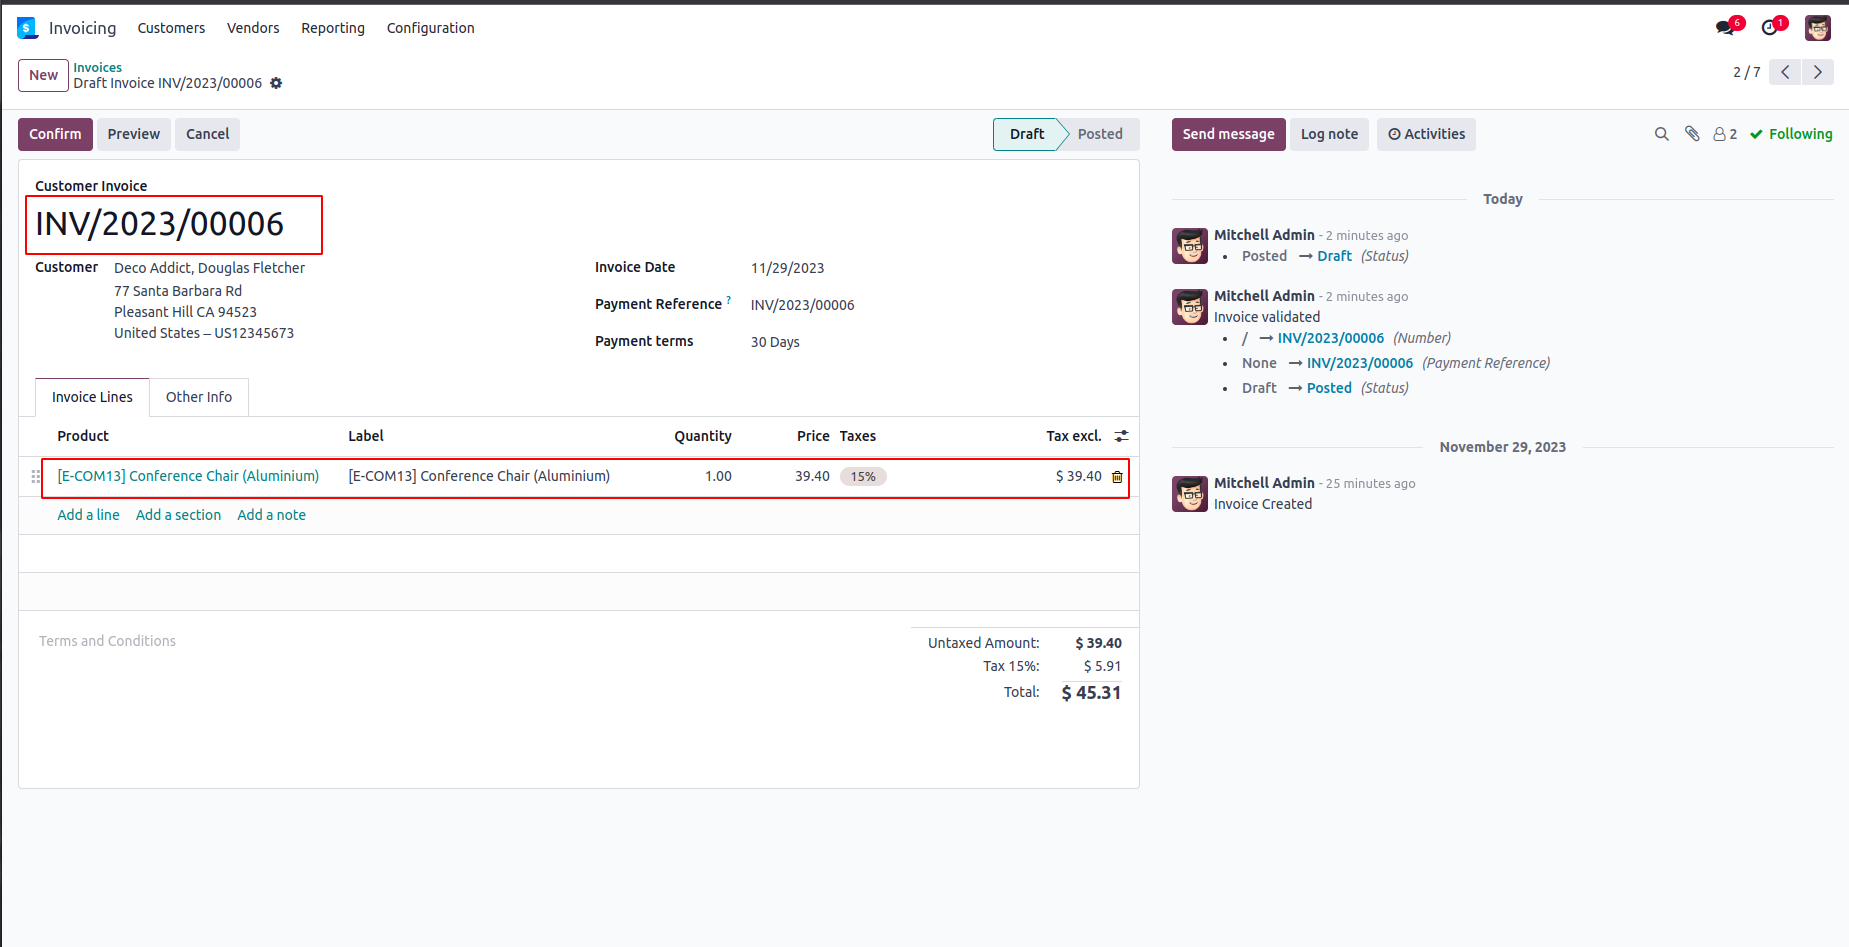 Invoicing Customers Vendors Reporting Configuration 6 1
New Invoices
Draft Invoice INV/2023/00006 2 / 7
Confirm Preview Cancel Draft Posted
Customer Invoice
INV/2023/00006
Customer Deco Addict, Douglas Fletcher
77 Santa Barbara Rd
Pleasant Hill CA 94523
United States – US12345673
Invoice Date 11/29/2023
Payment Reference ? INV/2023/00006
Payment terms 30 Days
Invoice Lines Other Info
Product Label Quantity Price Taxes Tax excl.
[E-COM13] Conference Chair (Aluminium) [E-COM13] Conference Chair (Aluminium) 1.00 39.40 15% $ 39.40
Add a line Add a section Add a note
Terms and Conditions
Untaxed Amount: $ 39.40
Tax 15%: $ 5.91
Total: $ 45.31
Send message Log note Activities 2 Following
Today
Mitchell Admin - 2 minutes ago
• Posted → Draft (Status)
Mitchell Admin - 2 minutes ago
Invoice validated
• / → INV/2023/00006 (Number)
• None → INV/2023/00006 (Payment Reference)
• Draft → Posted (Status)
November 29, 2023
Mitchell Admin - 25 minutes ago
Invoice Created